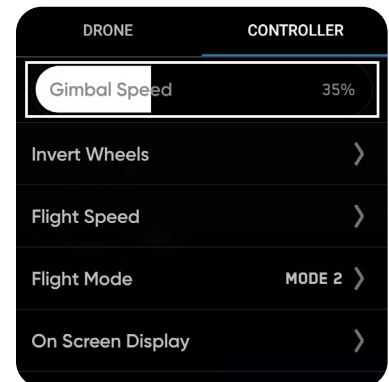 DRONE CONTROLLER
Gimbal Speed 35%
Invert Wheels
Flight Speed
Flight Mode MODE 2
On Screen Display